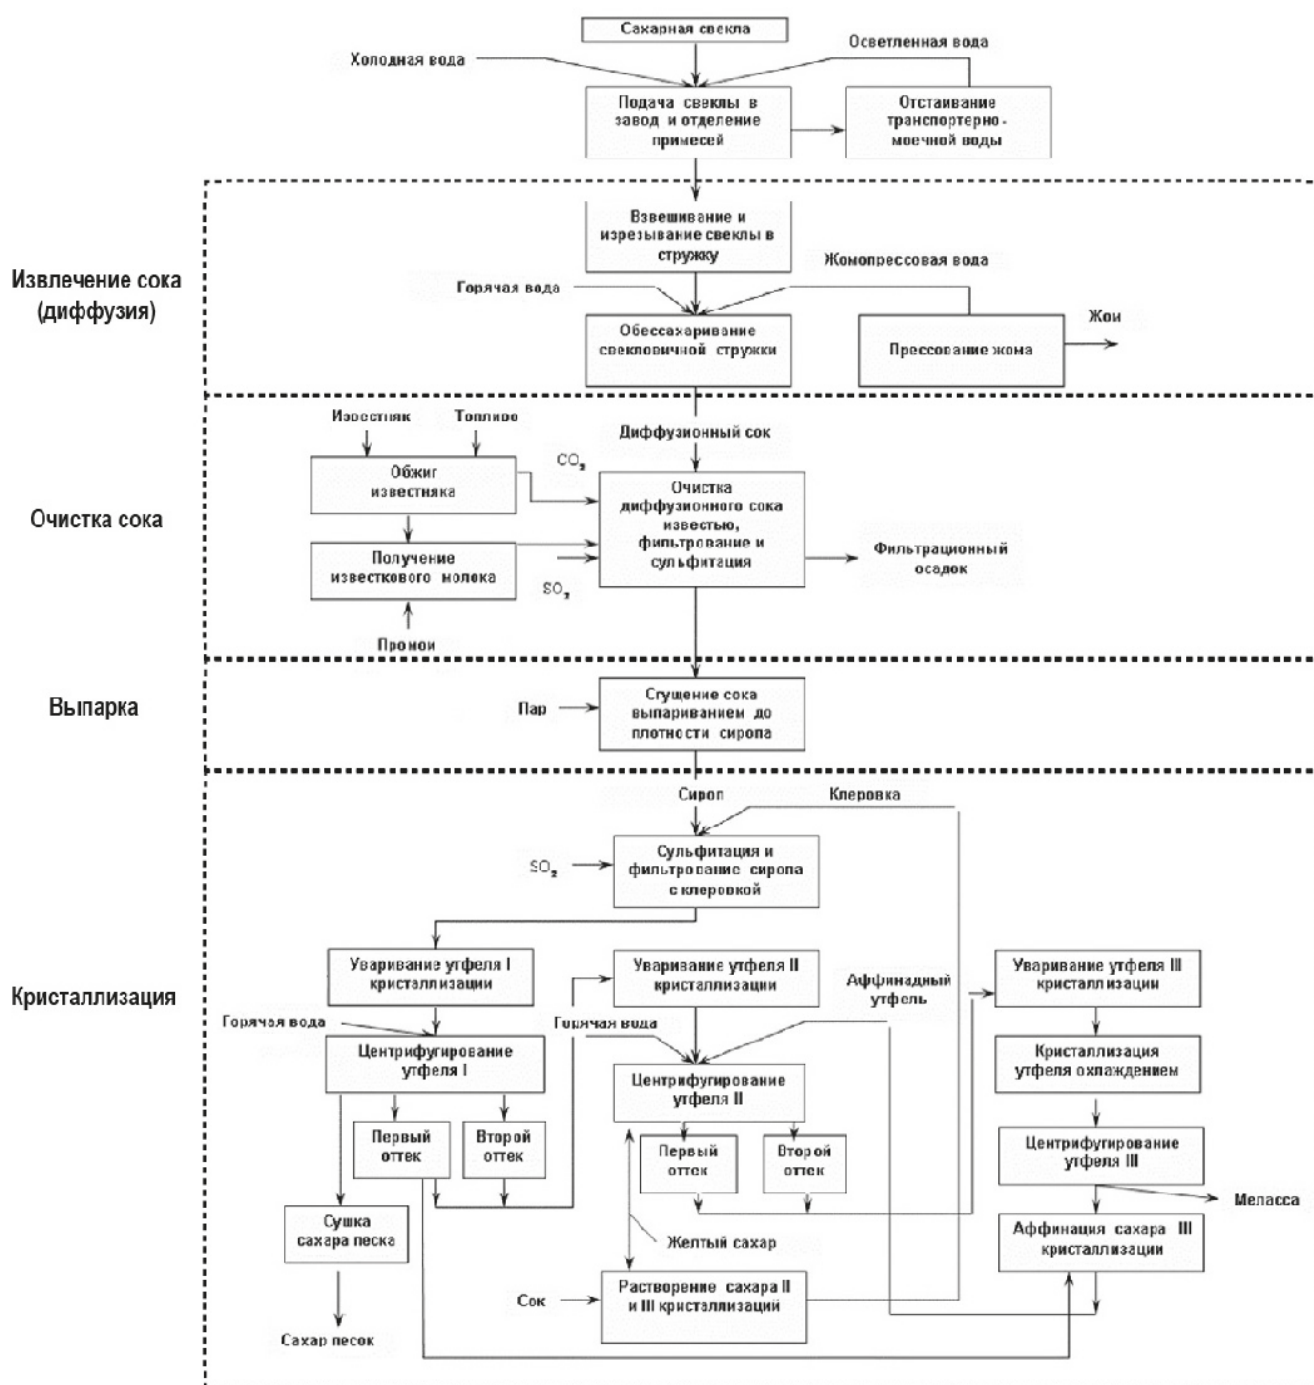 Сахарная свекла
Холодная вода
Осветленная вода
Подача свеклы в
завод и отделение
примесей
Отстаивание
транспортерно-
моечной воды
Извлечение сока
(диффузия)
Взвешивание и
изрезывание свеклы в
стружку
Горячая вода
Жомопрессовая вода
Обессахаривание
свекловичной стружки
Прессование жома
Жом
Очистка сока
Известняк
Топливо
Диффузионный сок
Обжиг
известняка
CO2
Очистка
диффузионного сока
известью,
фильтрование и
сульфитация
Получение
известкового молока
SO2
Фильтрационный
осадок
Промои
Выпарка
Пар
Сгущение сока
выпариванием до
плотности сиропа
Кристаллизация
Сироп
Клеровка
SO2
Сульфитация и
фильтрование сиропа
с клеровкой
Уваривание утфеля I
кристаллизации
Уваривание утфеля II
кристаллизации
Аффинадный
утфель
Уваривание утфеля III
кристаллизации
Горячая вода
Горячая вода
Центрифугирование
утфеля I
Центрифугирование
утфеля II
Кристаллизация
утфеля охлаждением
Первый
оттек
Второй
оттек
Первый
оттек
Второй
оттек
Центрифугирование
утфеля III
Меласса
Сушка
сахара песка
Желтый сахар
Аффинация сахара III
кристаллизации
Сок
Растворение сахара II
и III кристаллизаций
Сахар песок